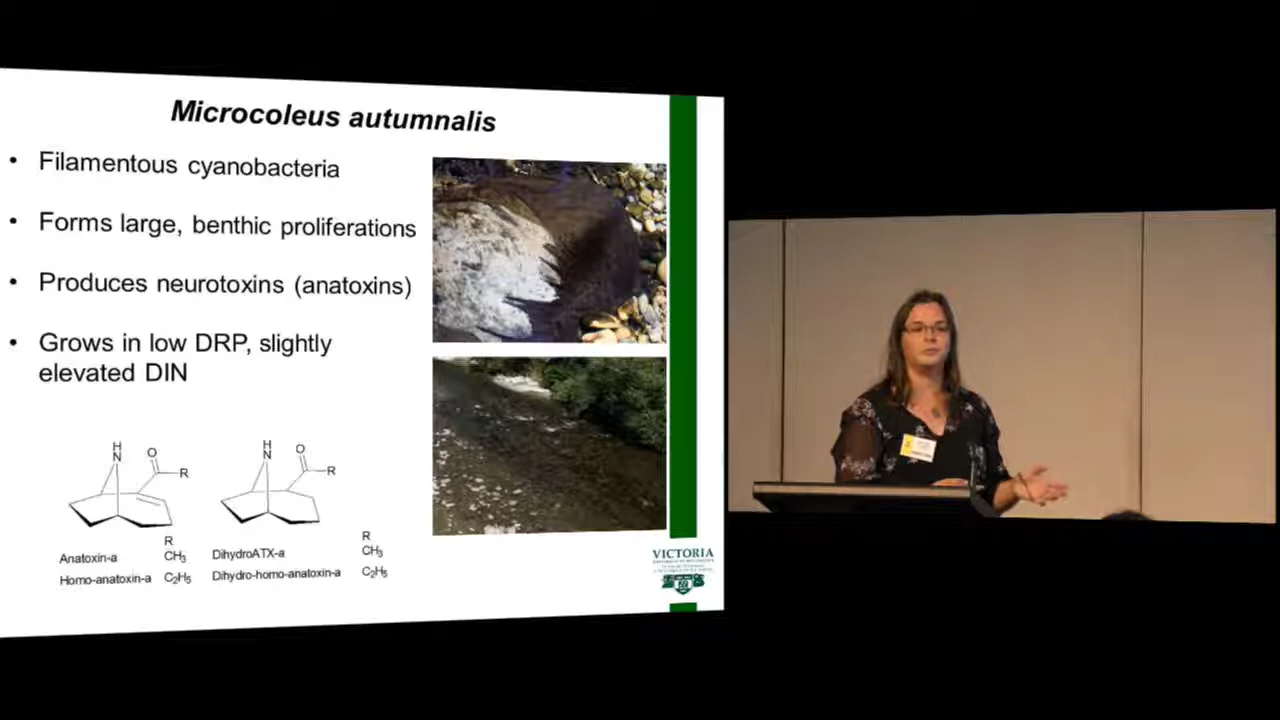 Microcoleus autumnalis
• Filamentous cyanobacteria
• Forms large, benthic proliferations
• Produces neurotoxins (anatoxins)
• Grows in low DRP, slightly
elevated DIN
H
N
O
R
H
N
O
R
R
R
Anatoxin-a CH3 DihydroATX-a CH3
Homo-anatoxin-a C2H5 Dihydro-homo-anatoxin-a C2H5
VICTORIA